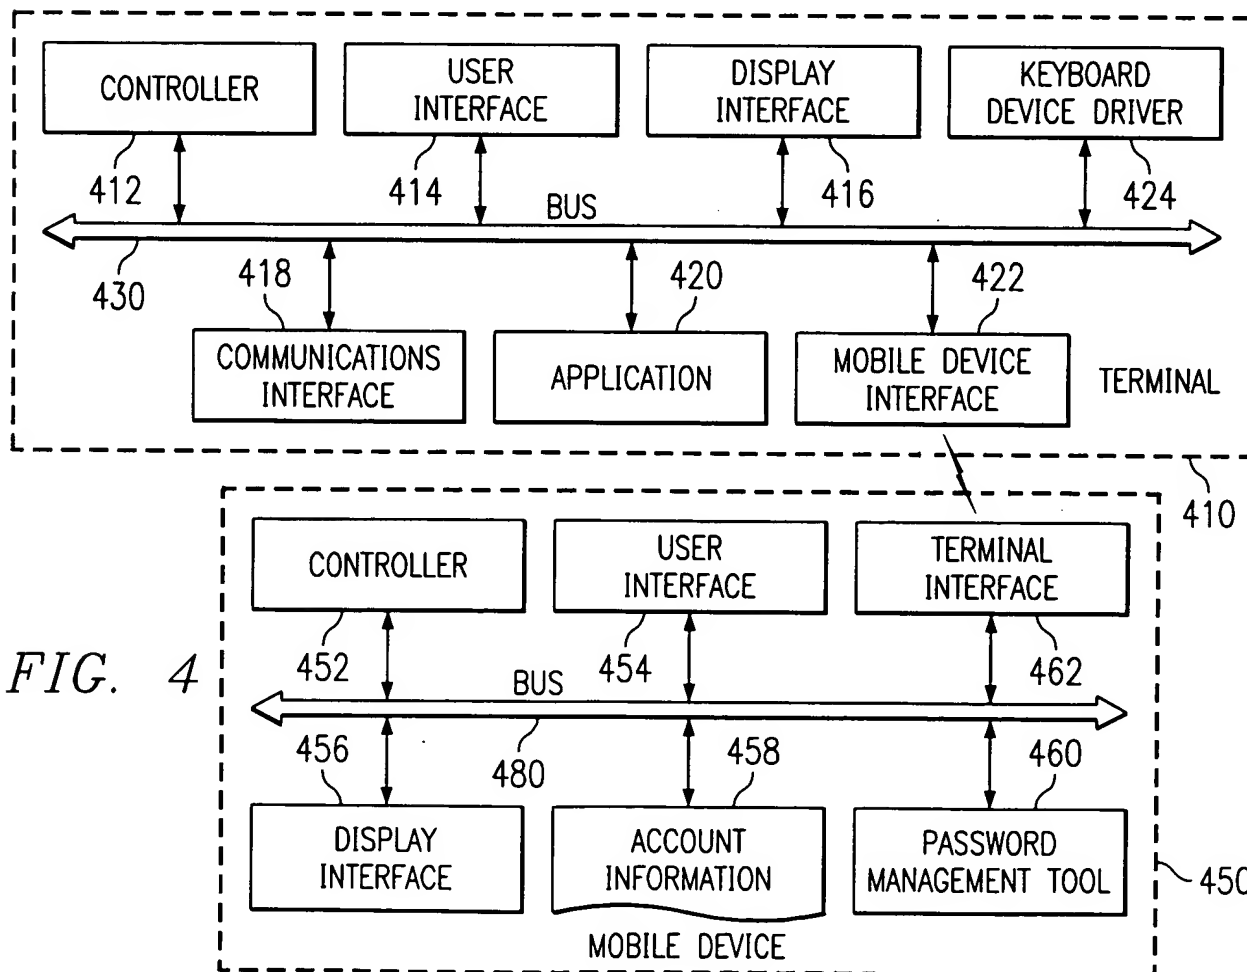 CONTROLLER
USER
INTERFACE
DISPLAY
INTERFACE
KEYBOARD
DEVICE DRIVER
412
414
416
424
BUS
430
418
420
422
COMMUNICATIONS
INTERFACE
APPLICATION
MOBILE DEVICE
INTERFACE
TERMINAL
410
CONTROLLER
USER
INTERFACE
TERMINAL
INTERFACE
452
454
462
FIG. 4
BUS
456
480
458
460
DISPLAY
INTERFACE
ACCOUNT
INFORMATION
PASSWORD
MANAGEMENT TOOL
450
MOBILE DEVICE